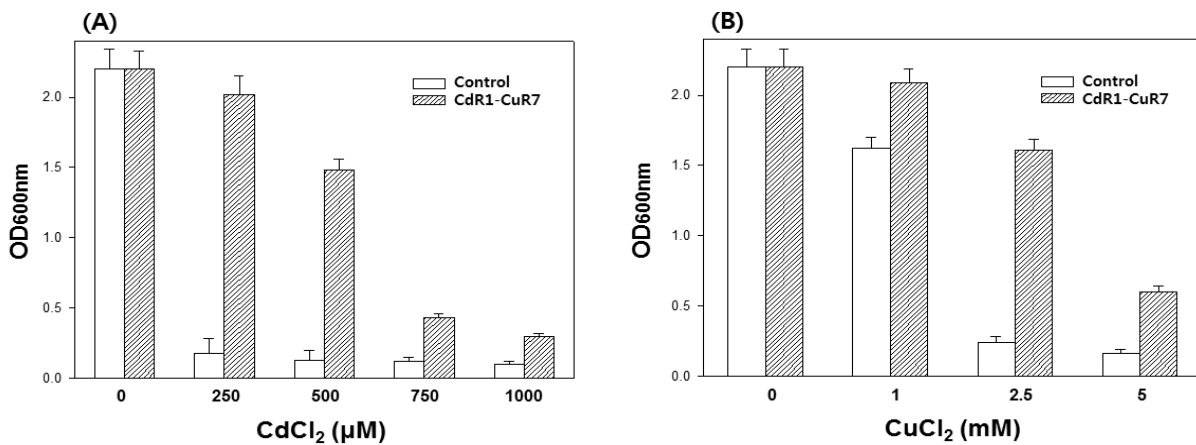 (A)
Control
CdR1-CuR7
OD600nm
2.0
1.5
1.0
0.5
0.0
0 250 500 750 1000
CdCl₂ (µM)
(B)
Control
CdR1-CuR7
OD600nm
2.0
1.5
1.0
0.5
0.0
0 1 2.5 5
CuCl₂ (mM)